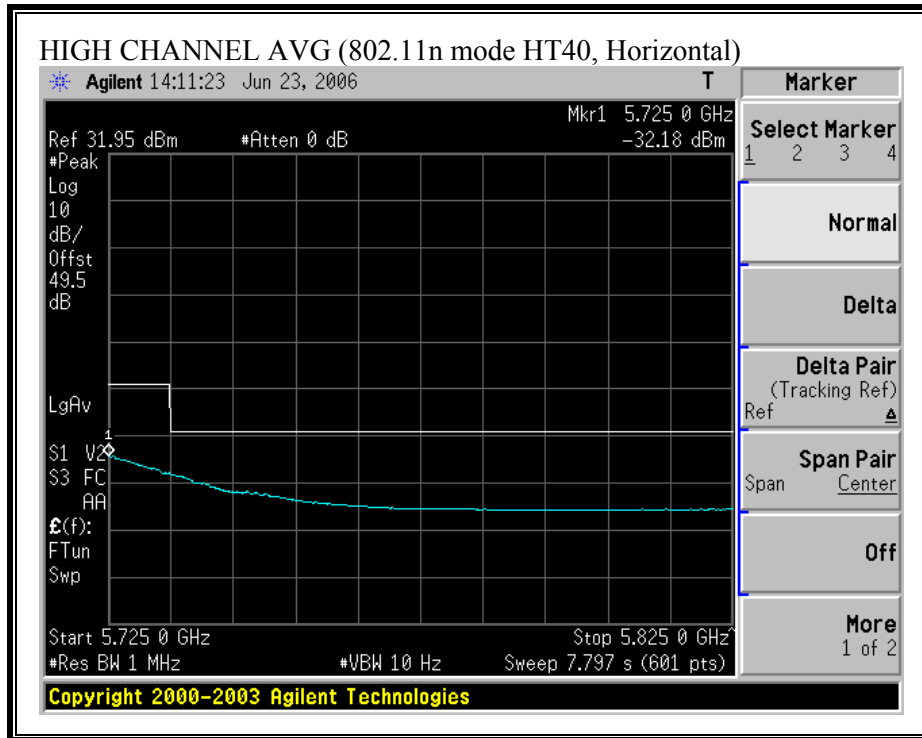 HIGH CHANNEL AVG (802.11n mode HT40, Horizontal)
Agilent 14:11:23 Jun 23, 2006 T
Mkr1 5.725 0 GHz
Ref 31.95 dBm #Atten 0 dB -32.18 dBm
#Peak
Log
10
dB/
Offst
49.5
dB
LgAv
1
S1 V2
S3 FC
AA
£(f):
FTun
Swp
Start 5.725 0 GHz Stop 5.825 0 GHz^
#Res BW 1 MHz #VBW 10 Hz Sweep 7.797 s (601 pts)
Marker
Select Marker
1 2 3 4
Normal
Delta
Delta Pair
(Tracking Ref)
Ref Δ
Span Pair
Span Center
Off
More
1 of 2
Copyright 2000-2003 Agilent Technologies